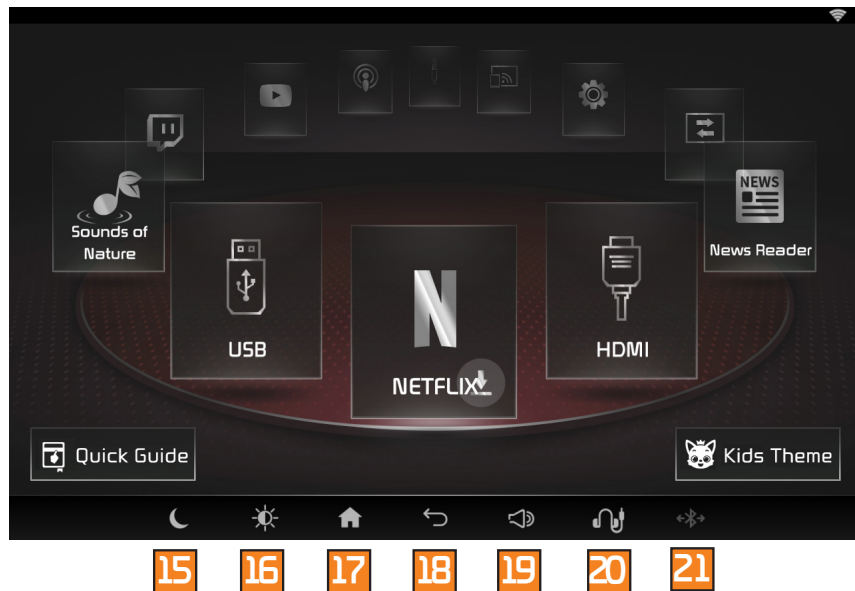 NEWS
Sounds of
Nature
News Reader
USB
N
NETFLIX
HDMI
Quick Guide
Kids Theme
15 16 17 18 19 20 21